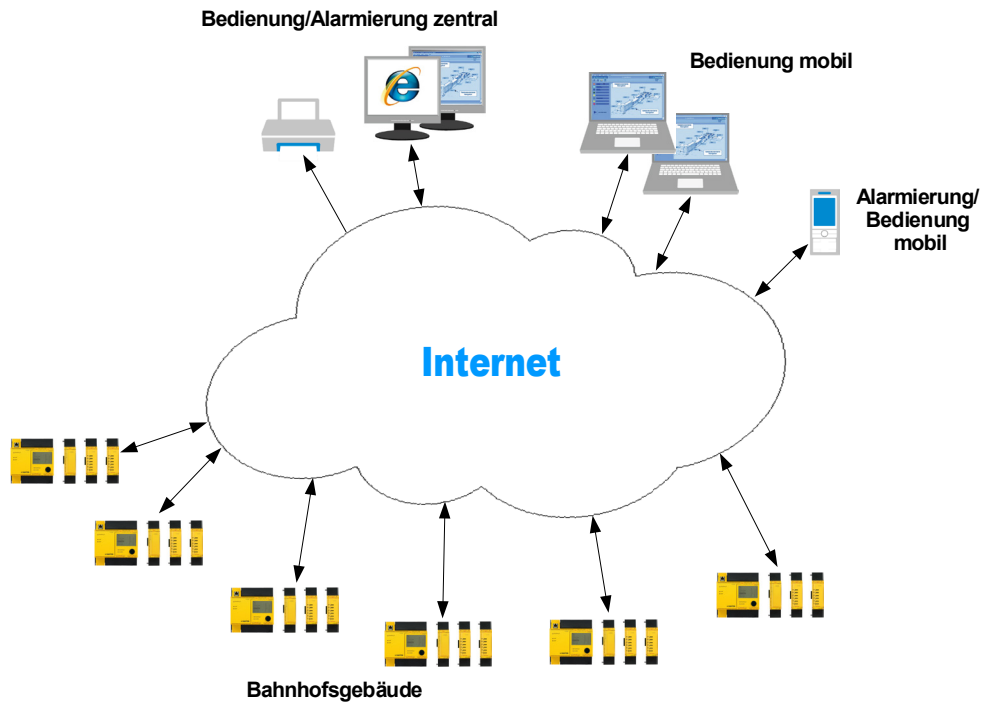 Bedienung/Alarmierung zentral
Bedienung mobil
Alarmierung/
Bedienung
mobil
Internet
Bahnhofsgebäude